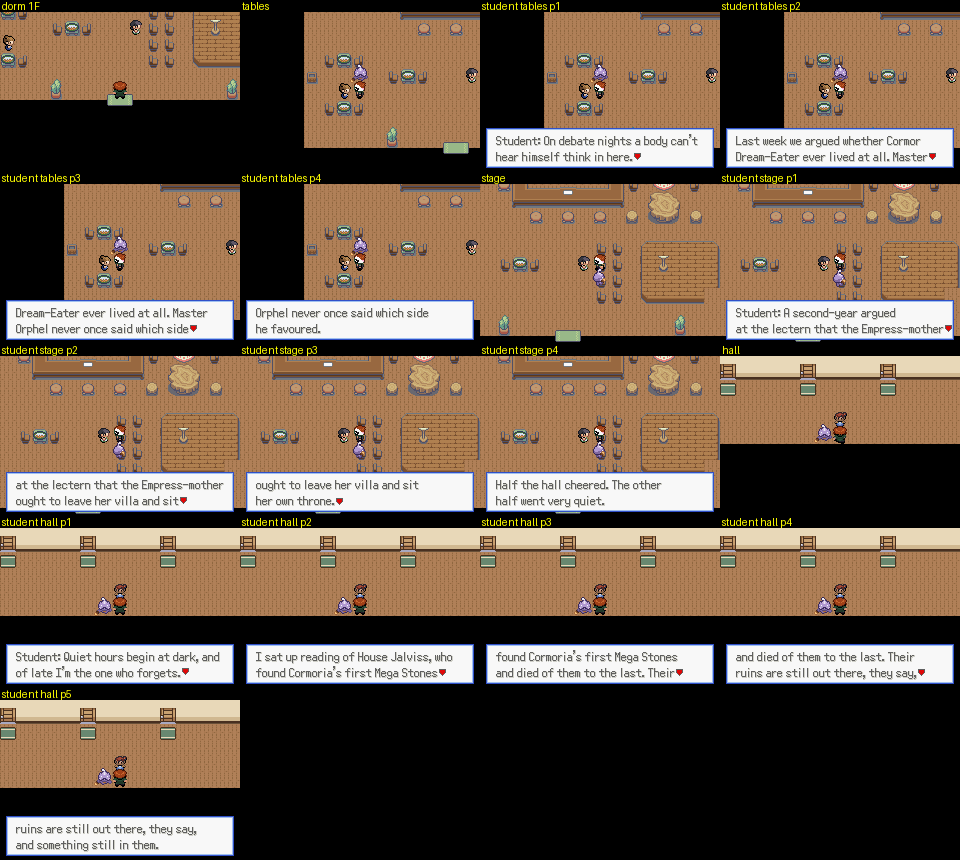 dorm 1F
tables
student tables p1
student tables p2
Student: On debate nights a body can't
hear himself think in here.
Last week we argued whether Cormor
Dream-Eater ever lived at all. Master
student tables p3
student tables p4
stage
student stage p1
Dream-Eater ever lived at all. Master
Orphel never once said which side
Orphel never once said which side
he favoured.
Student: A second-year argued
at the lectern that the Empress-mother
student stage p2
student stage p3
student stage p4
hall
at the lectern that the Empress-mother
ought to leave her villa and sit
ought to leave her villa and sit
her own throne.
Half the hall cheered. The other
half went very quiet.
student hall p1
student hall p2
student hall p3
student hall p4
Student: Quiet hours begin at dark, and
of late I'm the one who forgets.
I sat up reading of House Jalviss, who
found Cormoria's first Mega Stones
found Cormoria's first Mega Stones
and died of them to the last. Their
and died of them to the last. Their
ruins are still out there, they say,
student hall p5
ruins are still out there, they say,
and something still in them.